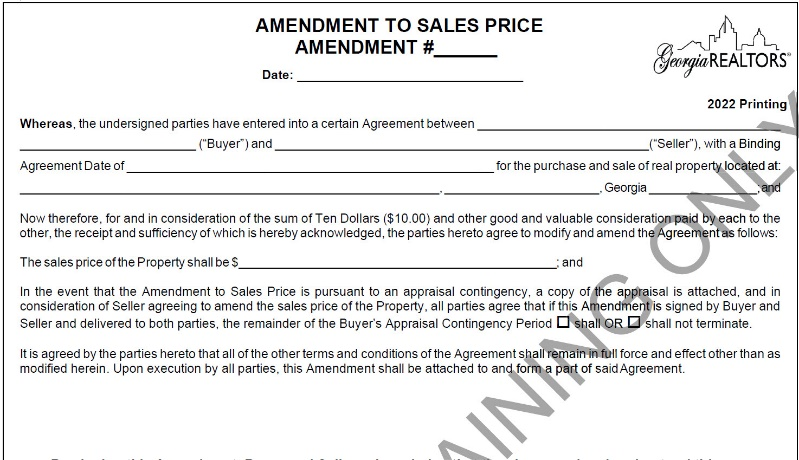 AMENDMENT TO SALES PRICE
AMENDMENT #______
Date: ______________________________
Georgia REALTORS®
2022 Printing
Whereas, the undersigned parties have entered into a certain Agreement between ________________________________________
________________________ (“Buyer”) and ________________________________________ (“Seller”), with a Binding
Agreement Date of ________________________________________ for the purchase and sale of real property located at:
________________________________________, ____________________, Georgia ______________; and
Now therefore, for and in consideration of the sum of Ten Dollars ($10.00) and other good and valuable consideration paid by each to the
other, the receipt and sufficiency of which is hereby acknowledged, the parties hereto agree to modify and amend the Agreement as follows:
The sales price of the Property shall be $________________________________________; and
In the event that the Amendment to Sales Price is pursuant to an appraisal contingency, a copy of the appraisal is attached, and in
consideration of Seller agreeing to amend the sales price of the Property, all parties agree that if this Amendment is signed by Buyer and
Seller and delivered to both parties, the remainder of the Buyer’s Appraisal Contingency Period ☐ shall OR ☐ shall not terminate.
It is agreed by the parties hereto that all of the other terms and conditions of the Agreement shall remain in full force and effect other than as
modified herein. Upon execution by all parties, this Amendment shall be attached to and form a part of said Agreement.
AINING ONLY